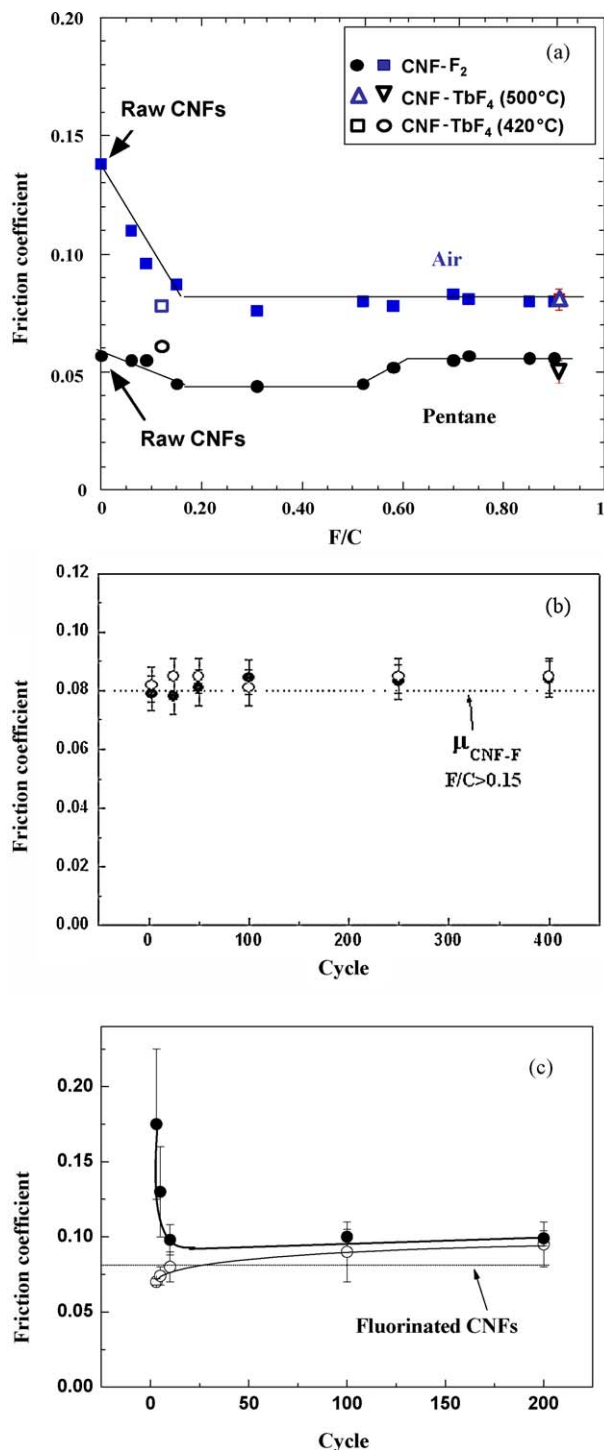 0.20
(a)
CNF-F₂
CNF-TbF₄ (500°C)
CNF-TbF₄ (420°C)
Raw CNFs
0.15
Friction coefficient
0.10
Air
0.05
Raw CNFs
Pentane
0
0 0.20 0.40 0.60 0.80 1
F/C
0.12
(b)
0.10
0.08
Friction coefficient
μCNF-F
F/C>0.15
0.06
0.04
0.02
0.00
0 100 200 300 400
Cycle
(c)
0.20
0.15
Friction coefficient
0.10
0.05
Fluorinated CNFs
0.00
0 25 50 75 100 125 150 175 200
Cycle